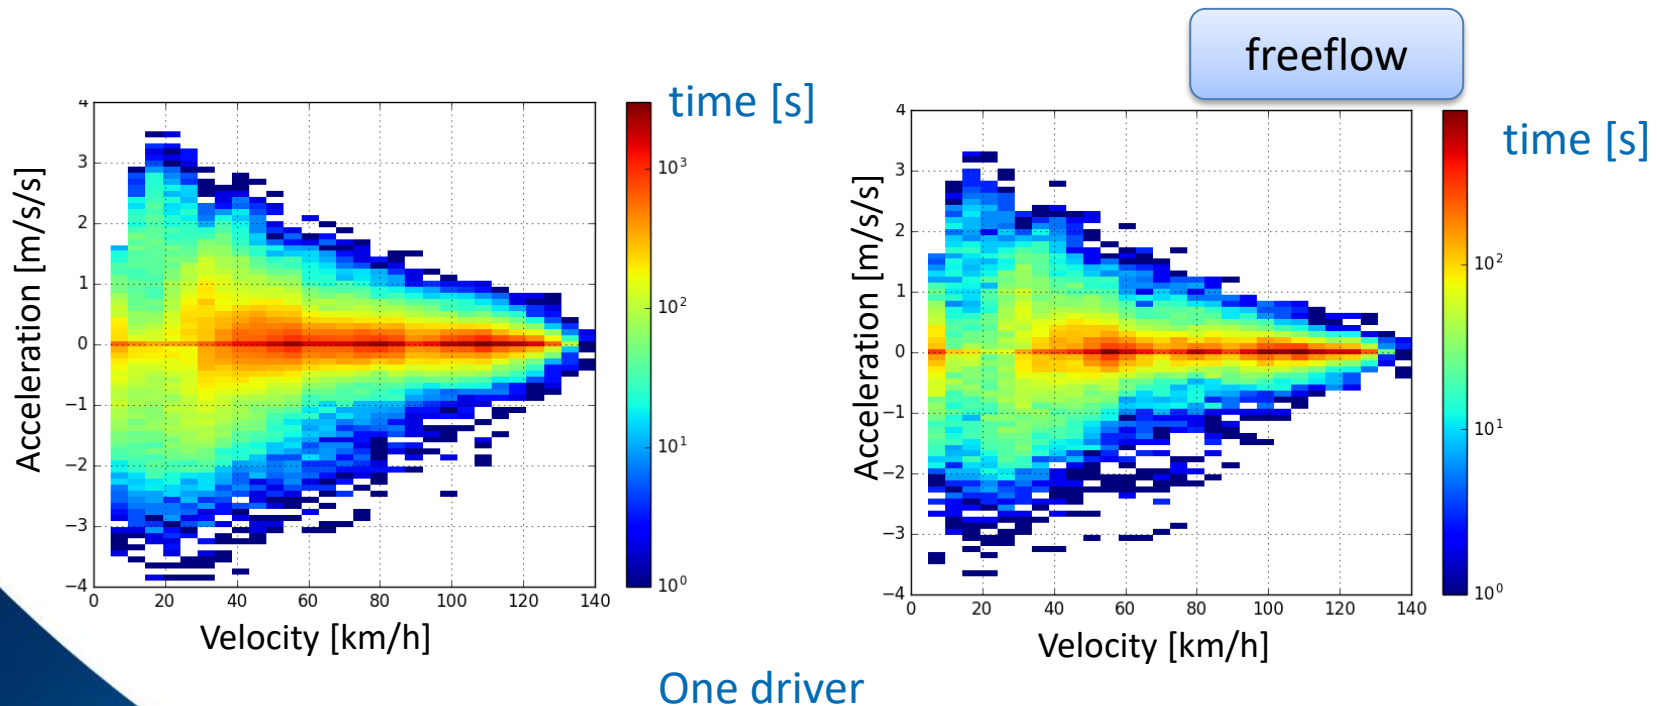 freeflow
time [s]
time [s]
Acceleration [m/s/s]
4
3
2
1
0
−1
−2
−3
−4
0 20 40 60 80 100 120 140
Velocity [km/h]
10³
10²
10¹
10⁰
Acceleration [m/s/s]
4
3
2
1
0
−1
−2
−3
−4
0 20 40 60 80 100 120 140
Velocity [km/h]
10²
10¹
10⁰
One driver